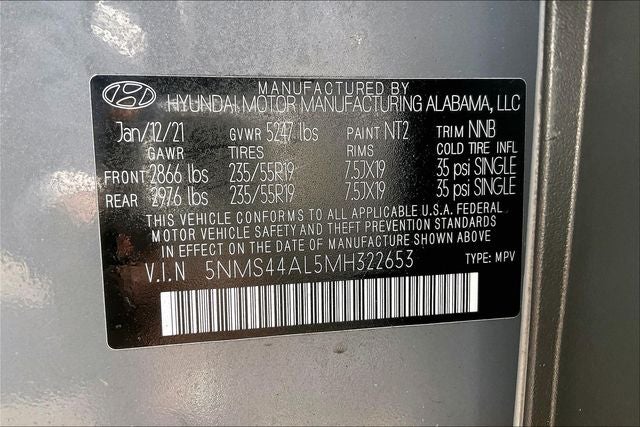 MANUFACTURED BY
HYUNDAI MOTOR MANUFACTURING ALABAMA, LLC
Jan/12/21 GVWR 5247 lbs PAINT NT2 TRIM NNB
GAWR TIRES RIMS COLD TIRE INFL
FRONT 2866 lbs 235/55R19 7.5JX19 35 psi SINGLE
REAR 2976 lbs 235/55R19 7.5JX19 35 psi SINGLE
THIS VEHICLE CONFORMS TO ALL APPLICABLE U.S.A. FEDERAL
MOTOR VEHICLE SAFETY AND THEFT PREVENTION STANDARDS
IN EFFECT ON THE DATE OF MANUFACTURE SHOWN ABOVE
V.I.N 5NMS44AL5MH322653 TYPE: MPV